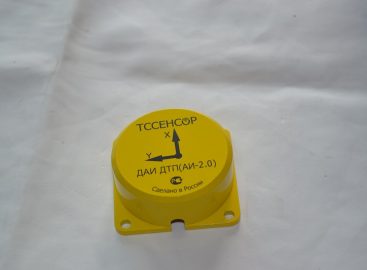 ТССЕНСОР
X
Y
ДАИ ДТП(АИ-2.0)
Сделано в России